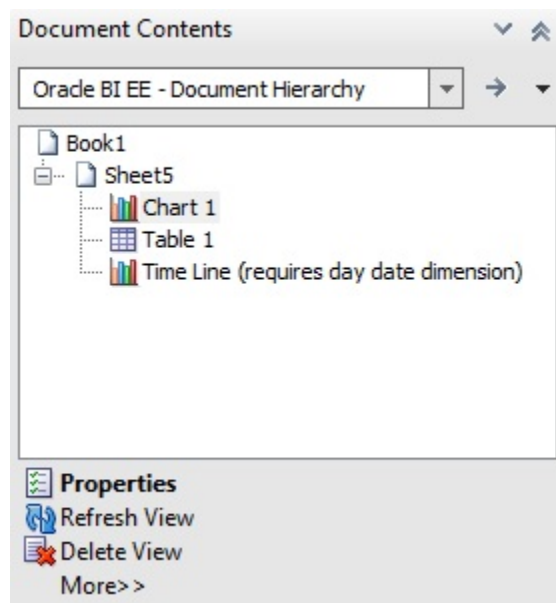 Document Contents
Oracle BI EE - Document Hierarchy
Book1
Sheet5
Chart 1
Table 1
Time Line (requires day date dimension)
Properties
Refresh View
Delete View
More>>